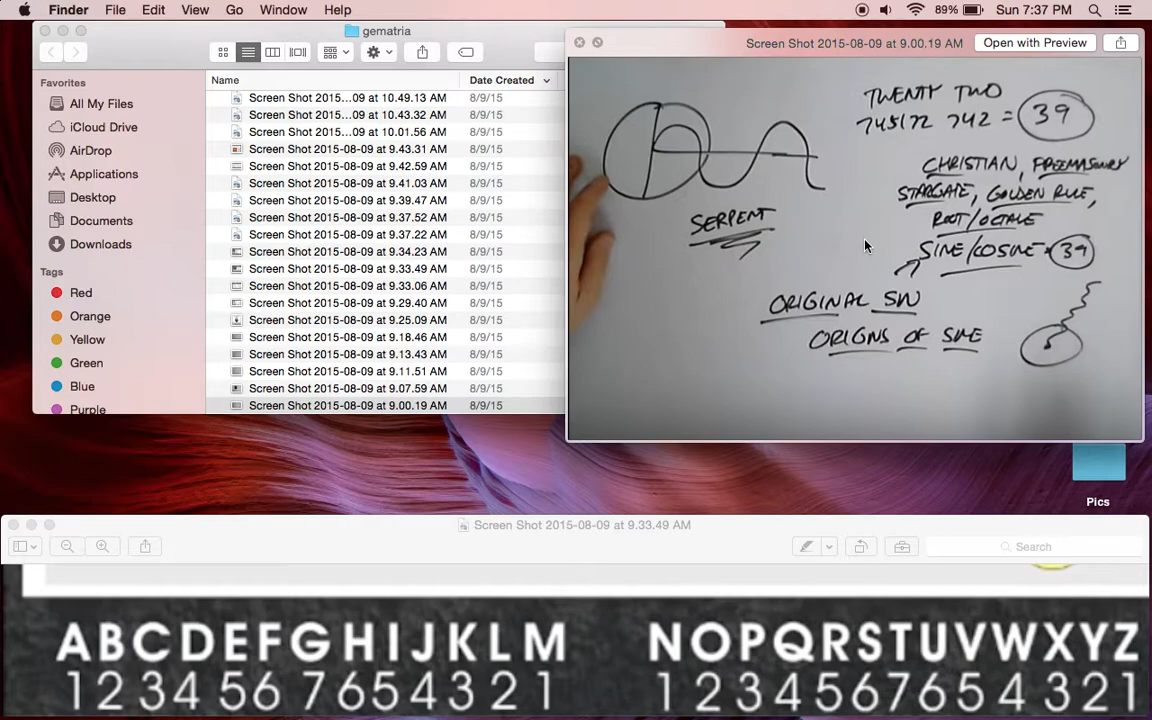 Finder File Edit View Go Window Help 89% Sun 7:37 PM
gematria
Favorites
All My Files
iCloud Drive
AirDrop
Applications
Desktop
Documents
Downloads
Tags
Red
Orange
Yellow
Green
Blue
Purple
Name Date Created
Screen Shot 2015...09 at 10.49.13 AM 8/9/15
Screen Shot 2015...09 at 10.43.32 AM 8/9/15
Screen Shot 2015...09 at 10.01.56 AM 8/9/15
Screen Shot 2015-08-09 at 9.43.31 AM 8/9/15
Screen Shot 2015-08-09 at 9.42.59 AM 8/9/15
Screen Shot 2015-08-09 at 9.41.03 AM 8/9/15
Screen Shot 2015-08-09 at 9.39.47 AM 8/9/15
Screen Shot 2015-08-09 at 9.37.52 AM 8/9/15
Screen Shot 2015-08-09 at 9.37.22 AM 8/9/15
Screen Shot 2015-08-09 at 9.34.23 AM 8/9/15
Screen Shot 2015-08-09 at 9.33.49 AM 8/9/15
Screen Shot 2015-08-09 at 9.33.06 AM 8/9/15
Screen Shot 2015-08-09 at 9.29.40 AM 8/9/15
Screen Shot 2015-08-09 at 9.25.09 AM 8/9/15
Screen Shot 2015-08-09 at 9.18.46 AM 8/9/15
Screen Shot 2015-08-09 at 9.13.43 AM 8/9/15
Screen Shot 2015-08-09 at 9.11.51 AM 8/9/15
Screen Shot 2015-08-09 at 9.07.59 AM 8/9/15
Screen Shot 2015-08-09 at 9.00.19 AM 8/9/15
Screen Shot 2015-08-09 at 9.00.19 AM Open with Preview
TWENTY TWO
745172 742 = 39
CHRISTIAN, FREEMASONRY
STARGATE, GOLDEN RULE,
ROOT/OCTAVE
SINE/COSINE = 39
SERPENT
ORIGINAL SIN
ORIGINS OF SINE
Pics
Screen Shot 2015-08-09 at 9.33.49 AM
Search
ABCDEFGHIJKLM NOPQRSTUVWXYZ
1234567654321 1234567654321